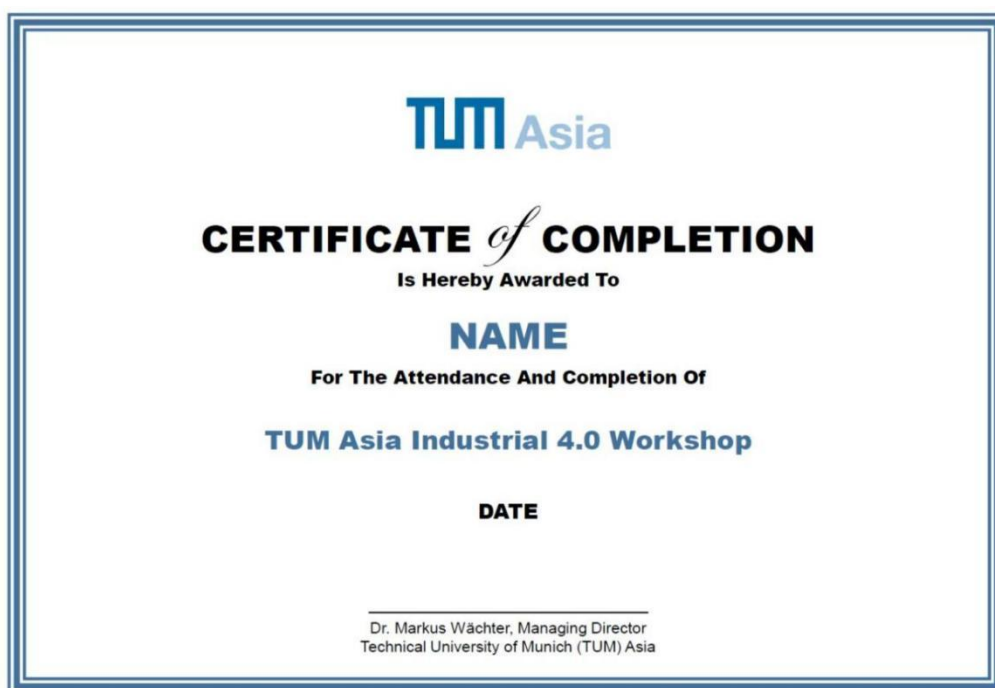 TUM Asia
CERTIFICATE of COMPLETION
Is Hereby Awarded To
NAME
For The Attendance And Completion Of
TUM Asia Industrial 4.0 Workshop
DATE
Dr. Markus Wächter, Managing Director
Technical University of Munich (TUM) Asia